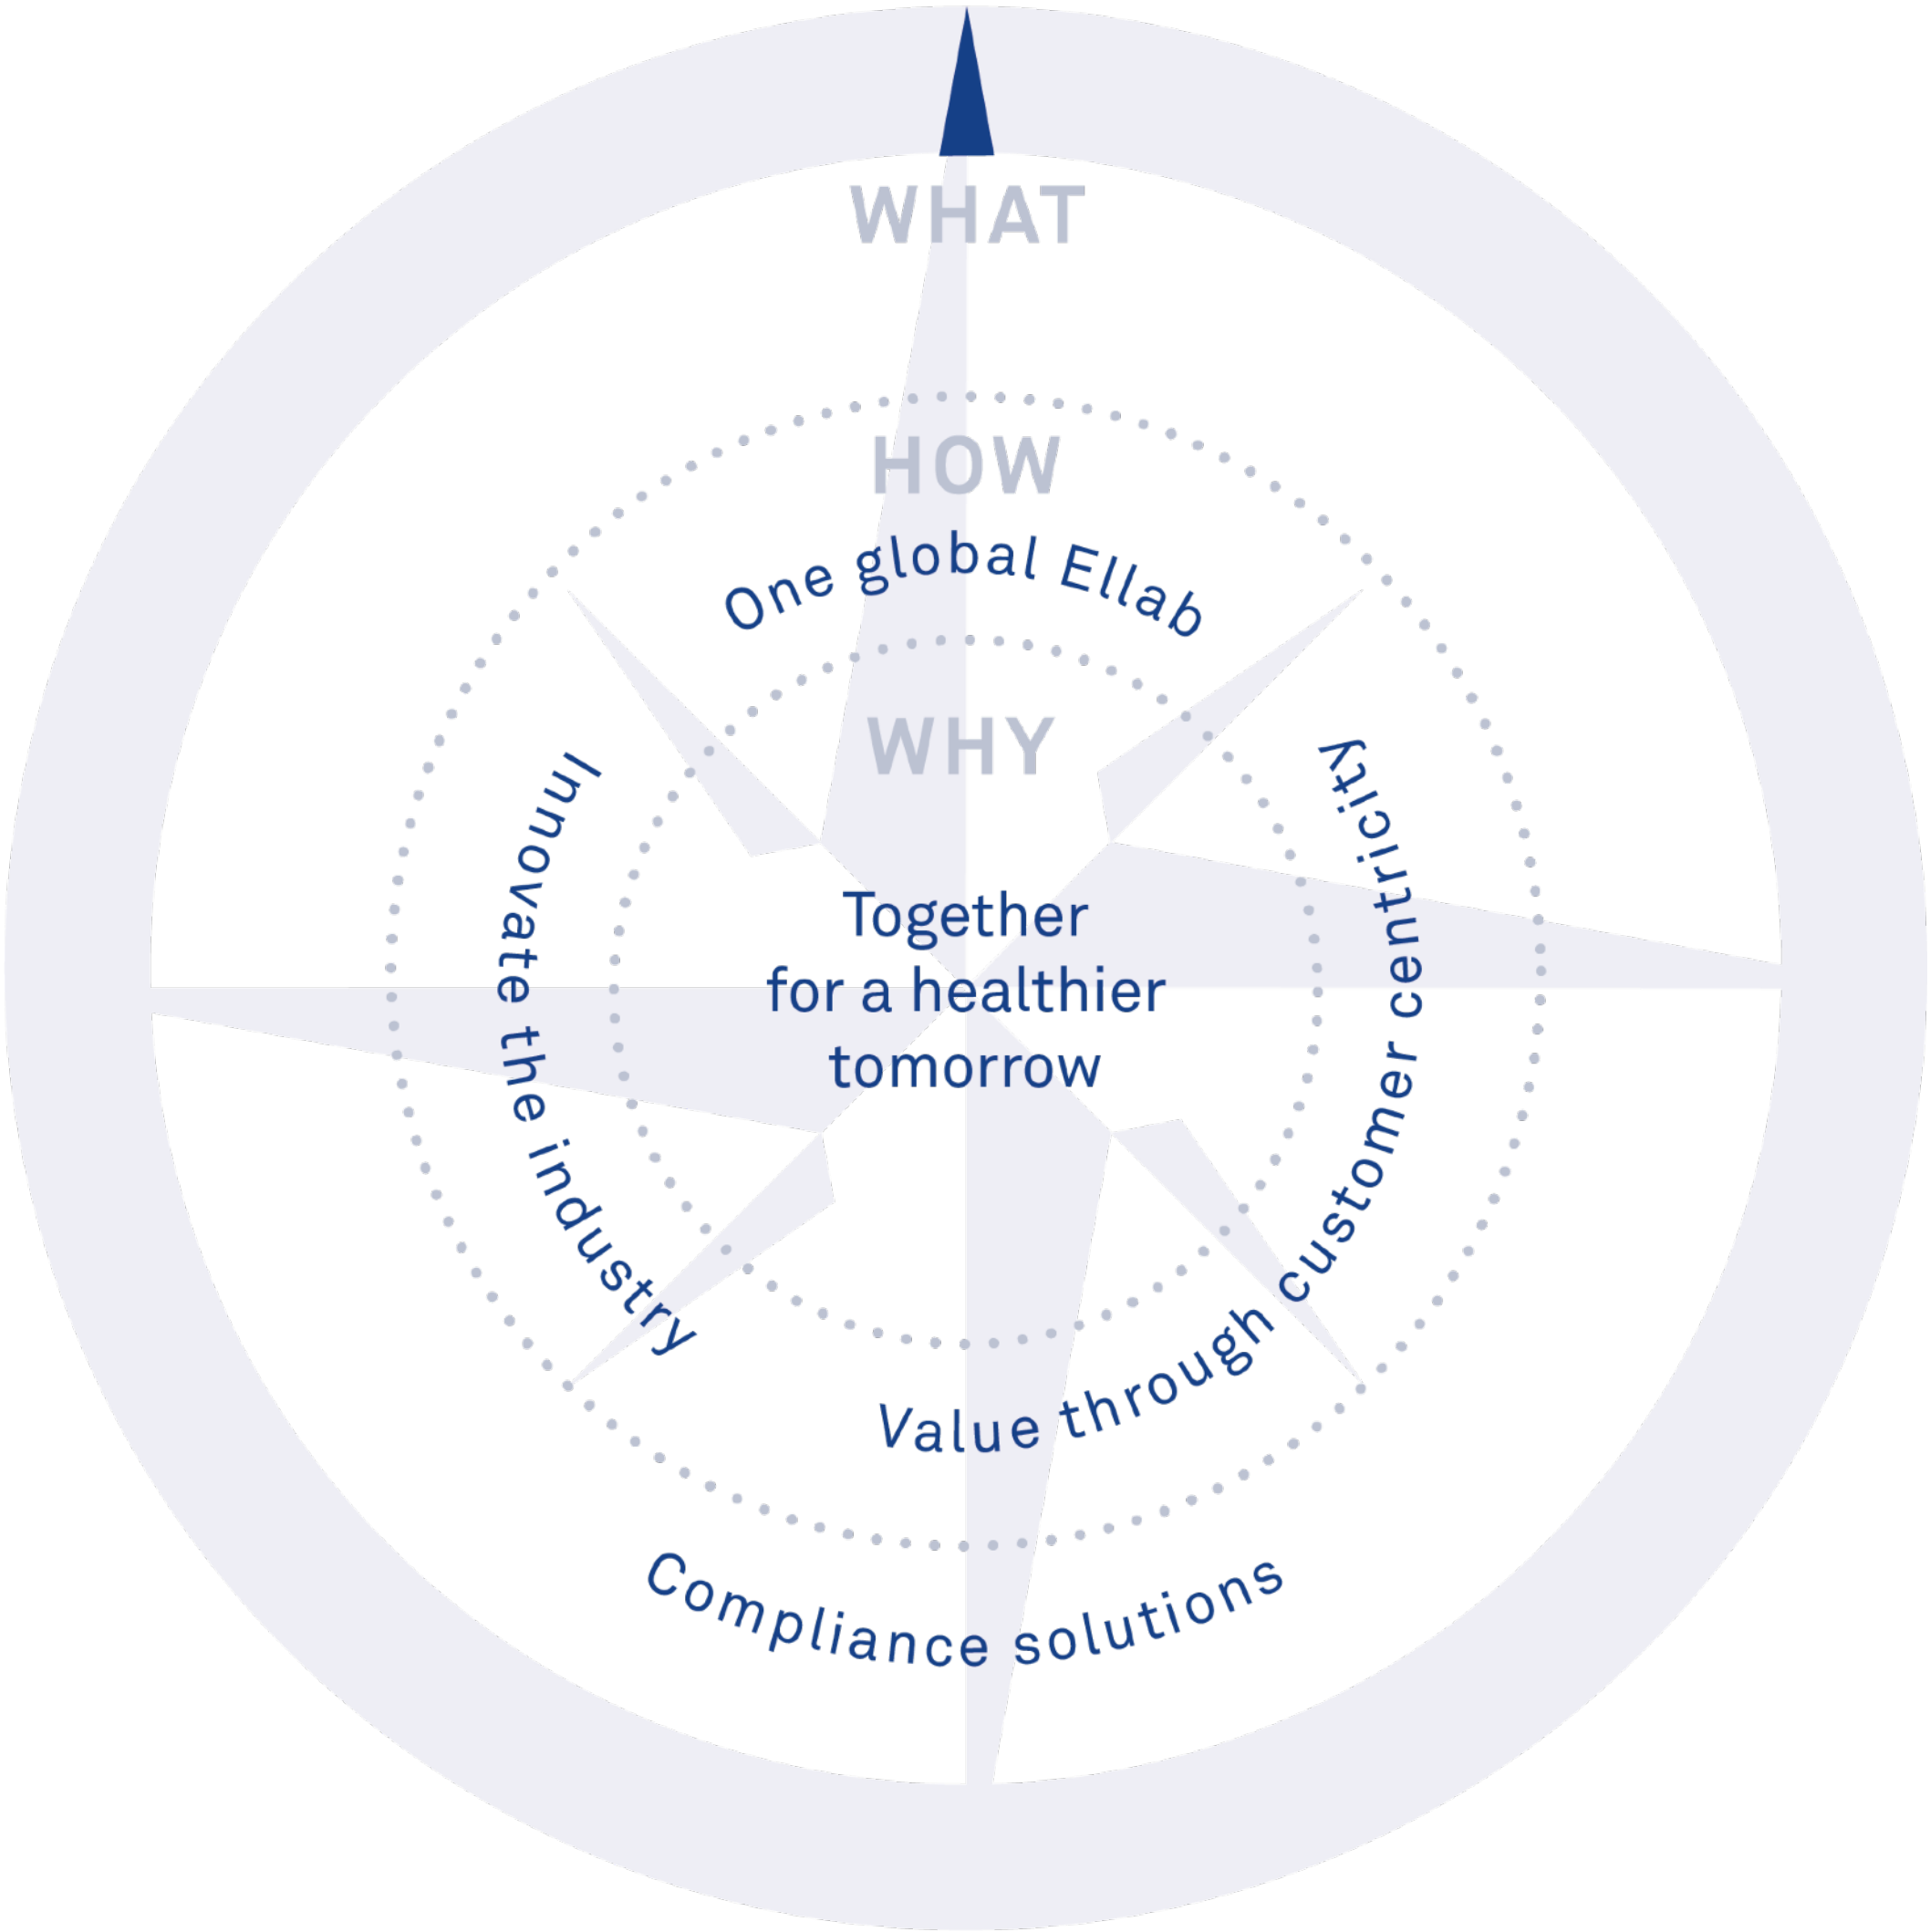 WHAT
HOW
One global Ellab
WHY
Together
for a healthier
tomorrow
Innovate the industry
Value through customer centricity
Compliance solutions